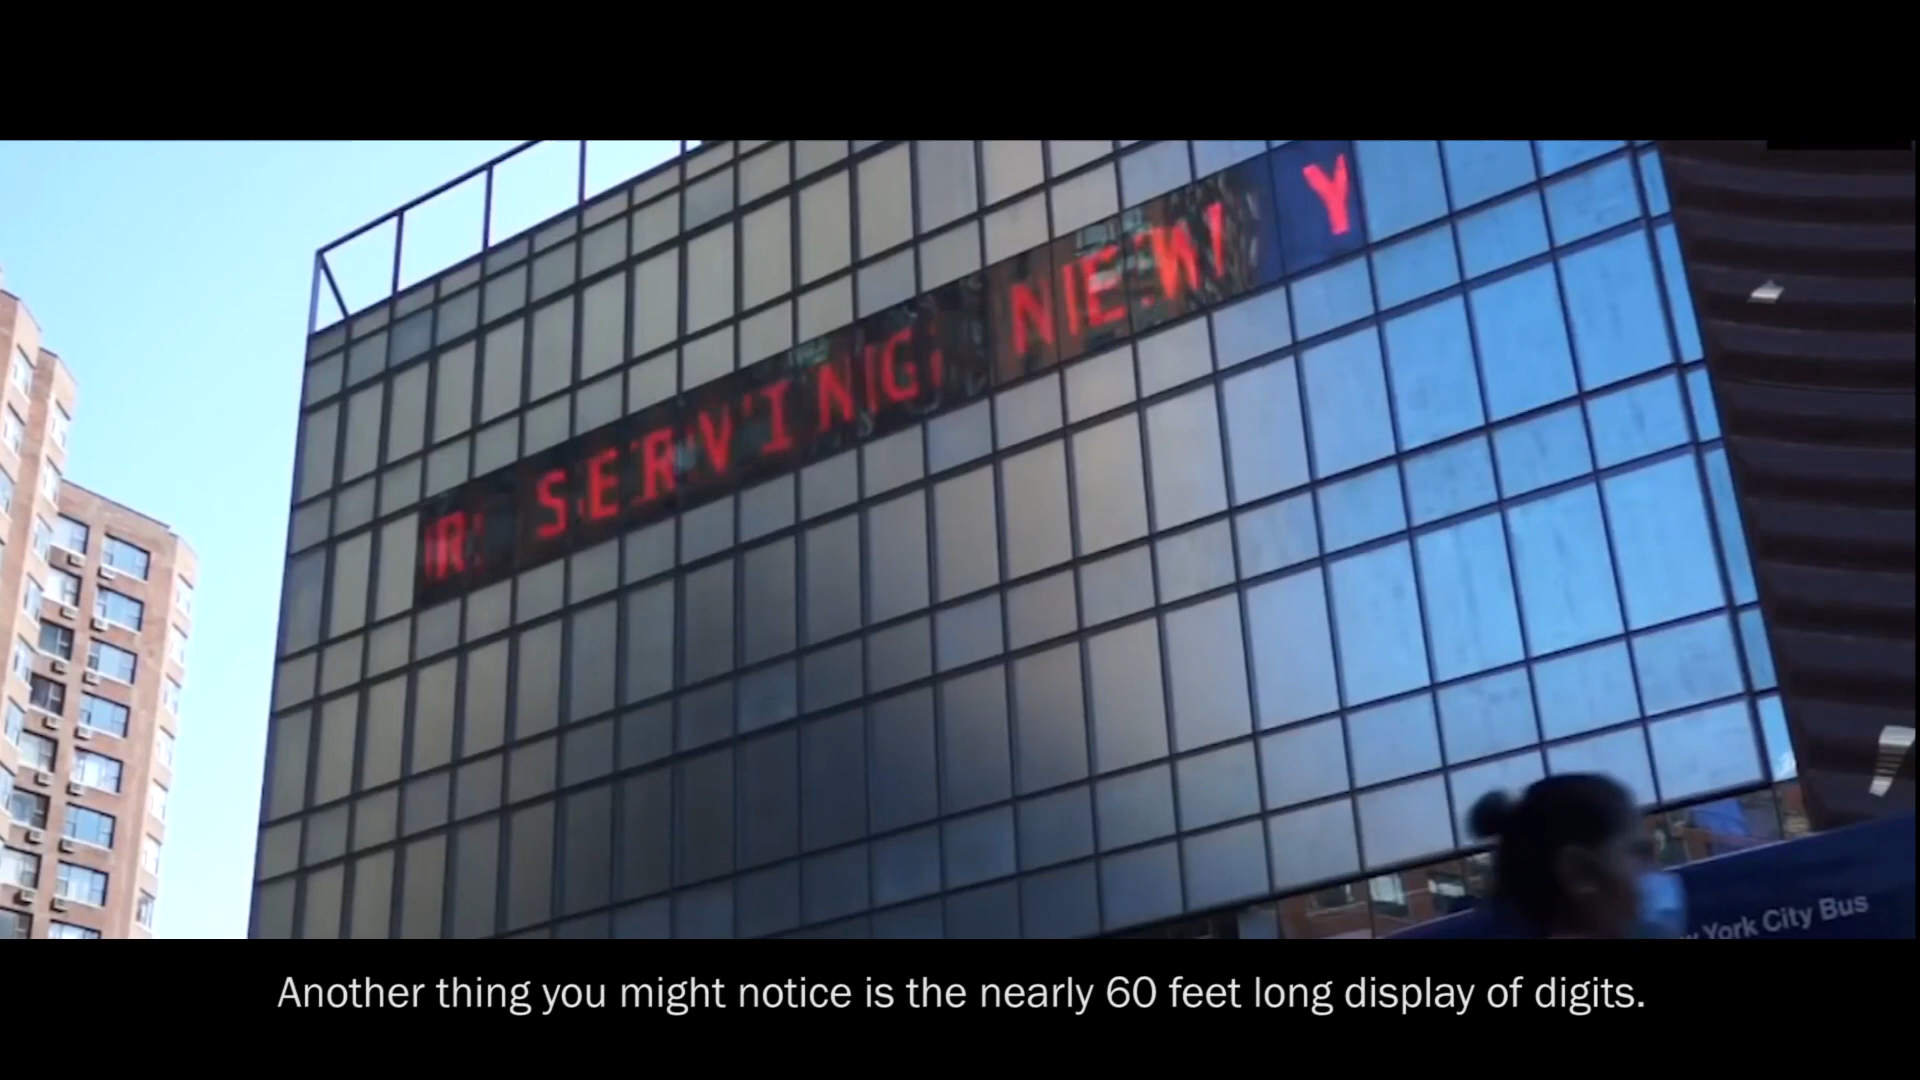 R: SERVING NEW Y
York City Bus
Another thing you might notice is the nearly 60 feet long display of digits.